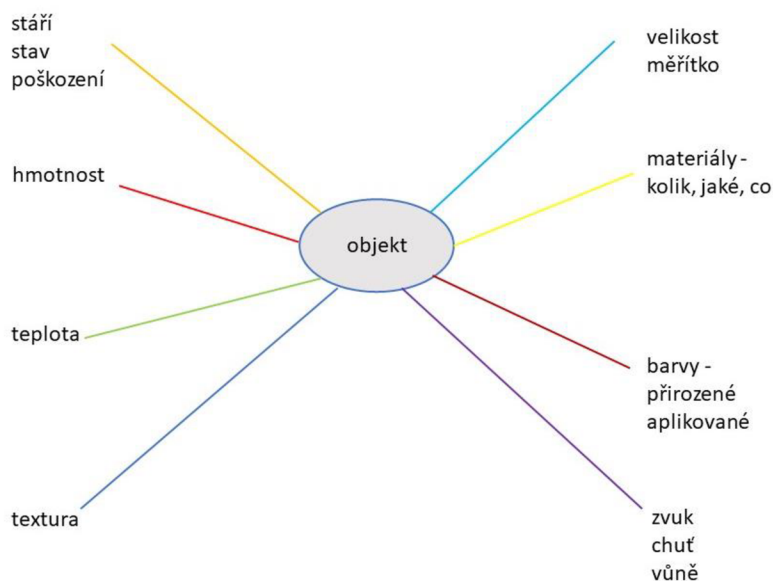 stáří
stav
poškození
hmotnost
teplota
textura
objekt
velikost
měřítko
materiály -
kolik, jaké, co
barvy -
přirozené
aplikované
zvuk
chuť
vůně